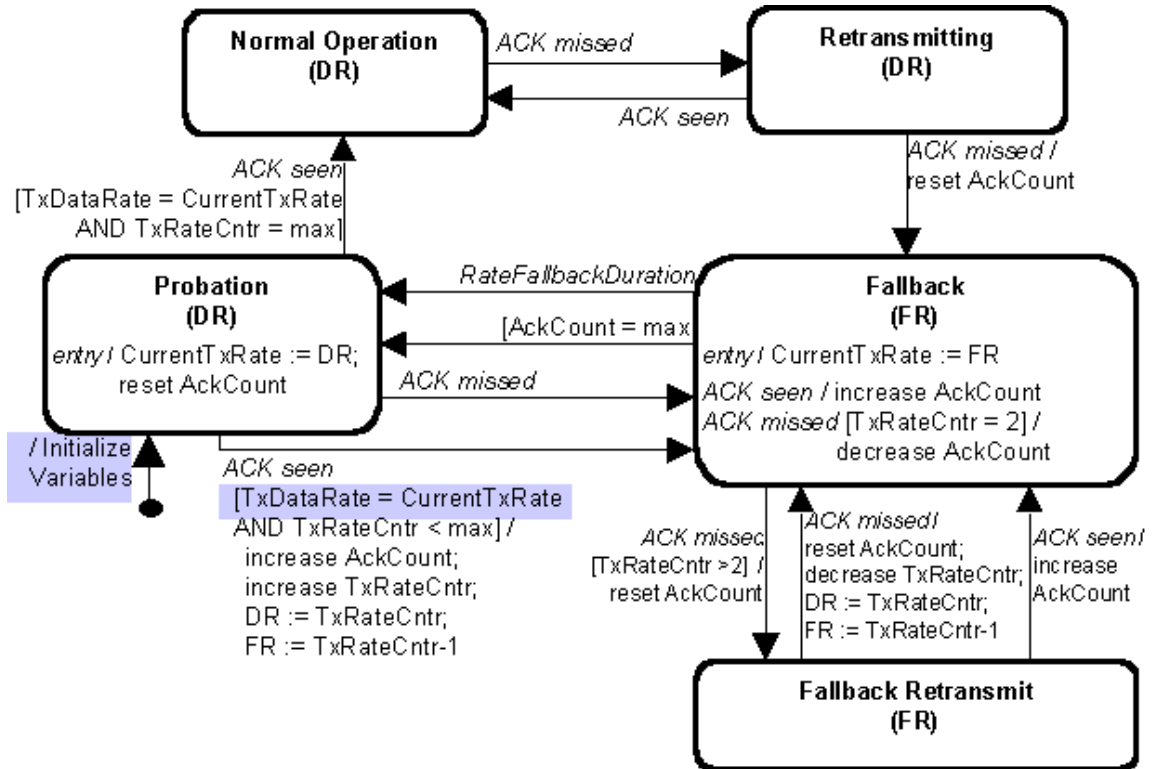 Normal Operation
(DR)
ACK missed
Retransmitting
(DR)
ACK seen
ACK seen
[TxDataRate = CurrentTxRate
AND TxRateCntr = max]
ACK missed /
reset AckCount
Probation
(DR)
entry / CurrentTxRate := DR;
reset AckCount
RateFallbackDuration
[AckCount = max
ACK missed
Fallback
(FR)
entry / CurrentTxRate := FR
ACK seen / increase AckCount
ACK missed [TxRateCntr = 2] /
decrease AckCount
/ Initialize
Variables
ACK seen
[TxDataRate = CurrentTxRate
AND TxRateCntr < max] /
increase AckCount;
increase TxRateCntr;
DR := TxRateCntr;
FR := TxRateCntr-1
ACK missed
[TxRateCntr >2] /
reset AckCount
ACK missed /
reset AckCount;
decrease TxRateCntr;
DR := TxRateCntr;
FR := TxRateCntr-1
ACK seen /
increase
AckCount
Fallback Retransmit
(FR)